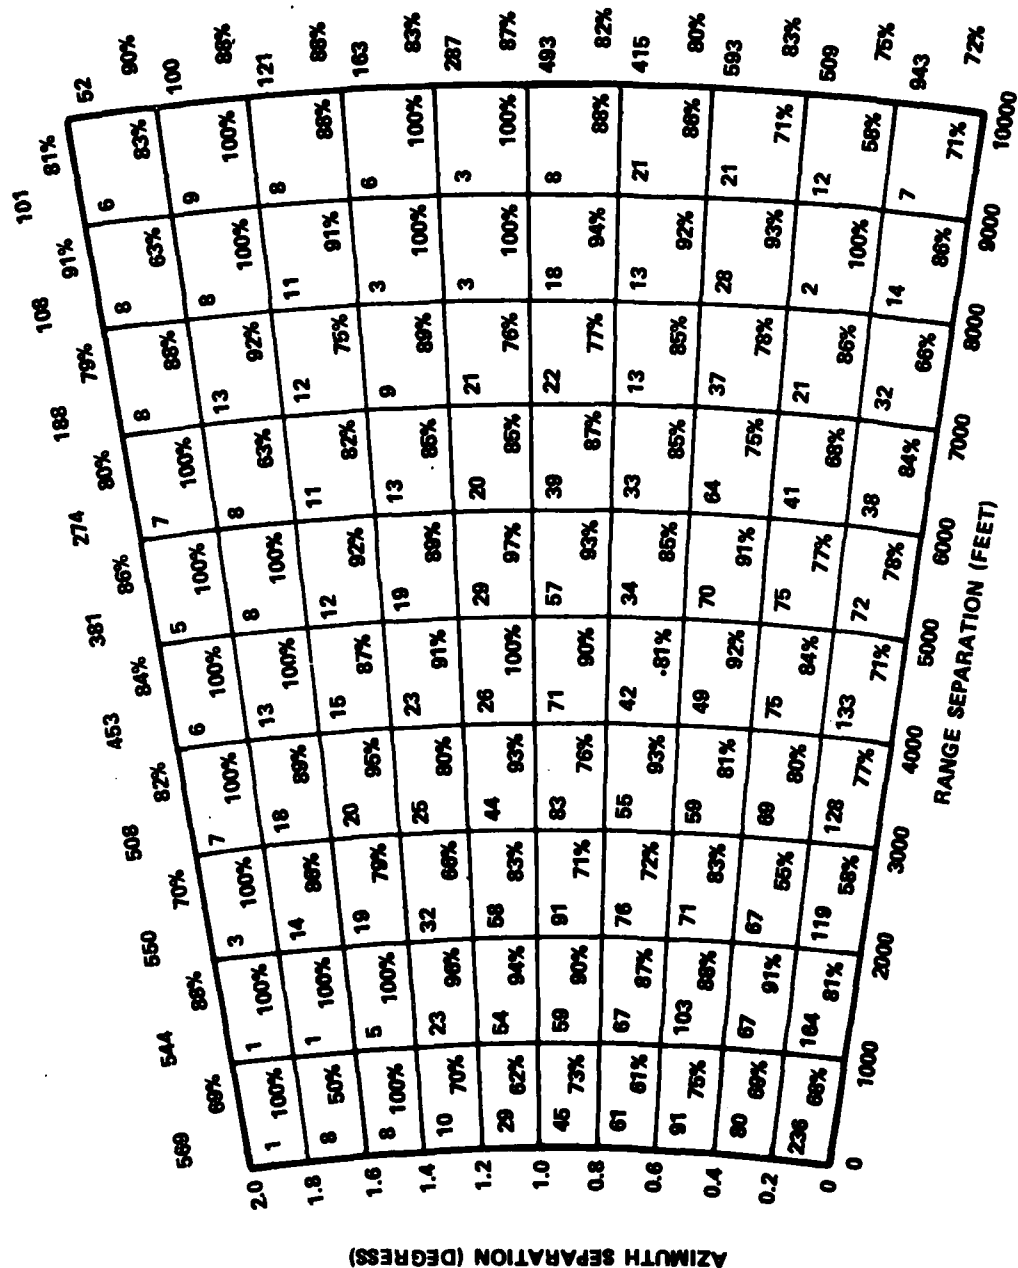 569 69% 544 88% 550 70% 508 82% 453 84% 381 86% 274 80% 188 79% 108 91% 101 81%
2.0
1 100% 1 100% 3 100% 7 100% 6 100% 5 100% 7 100% 8 88% 8 63% 6 83% 52 90%
1.8
8 50% 1 100% 14 86% 18 89% 13 100% 8 100% 8 63% 13 92% 8 100% 9 100% 100 88%
1.6
8 100% 5 100% 19 79% 20 95% 15 87% 12 92% 11 82% 12 75% 11 91% 8 88% 121 88%
1.4
10 70% 23 96% 32 66% 25 80% 23 91% 19 89% 13 85% 9 89% 3 100% 6 100% 163 83%
1.2
29 62% 54 94% 58 83% 44 93% 26 100% 29 97% 20 85% 21 76% 3 100% 3 100% 287 87%
1.0
45 73% 59 90% 91 71% 83 76% 71 90% 57 93% 39 87% 22 77% 18 94% 8 88% 493 82%
0.8
61 61% 67 87% 76 72% 55 93% 42 81% 34 85% 33 85% 13 85% 13 92% 21 86% 415 80%
0.6
91 75% 103 88% 71 83% 59 81% 49 92% 70 91% 64 75% 37 78% 28 93% 21 71% 593 83%
0.4
80 69% 67 91% 67 55% 69 80% 75 84% 75 77% 41 68% 21 86% 2 100% 12 58% 509 75%
0.2
236 68% 164 81% 119 58% 128 77% 133 71% 72 78% 38 84% 32 66% 14 86% 7 71% 943 72%
0
0 1000 2000 3000 4000 5000 6000 7000 8000 9000 10000
RANGE SEPARATION (FEET)
AZIMUTH SEPARATION (DEGRESS)